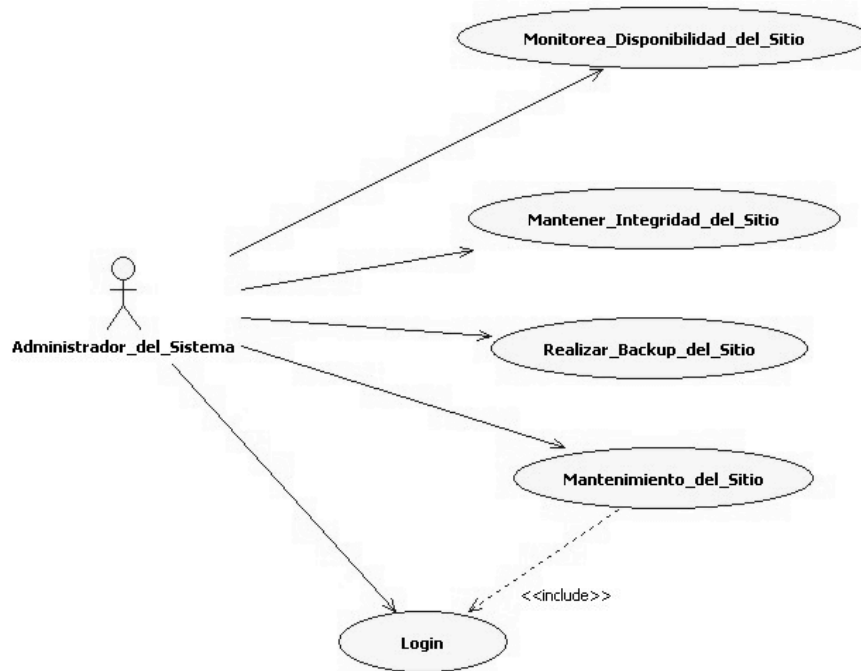 Monitorea_Disponibilidad_del_Sitio
Mantener_Integridad_del_Sitio
Administrador_del_Sistema
Realizar_Backup_del_Sitio
Mantenimiento_del_Sitio
<<include>>
Login